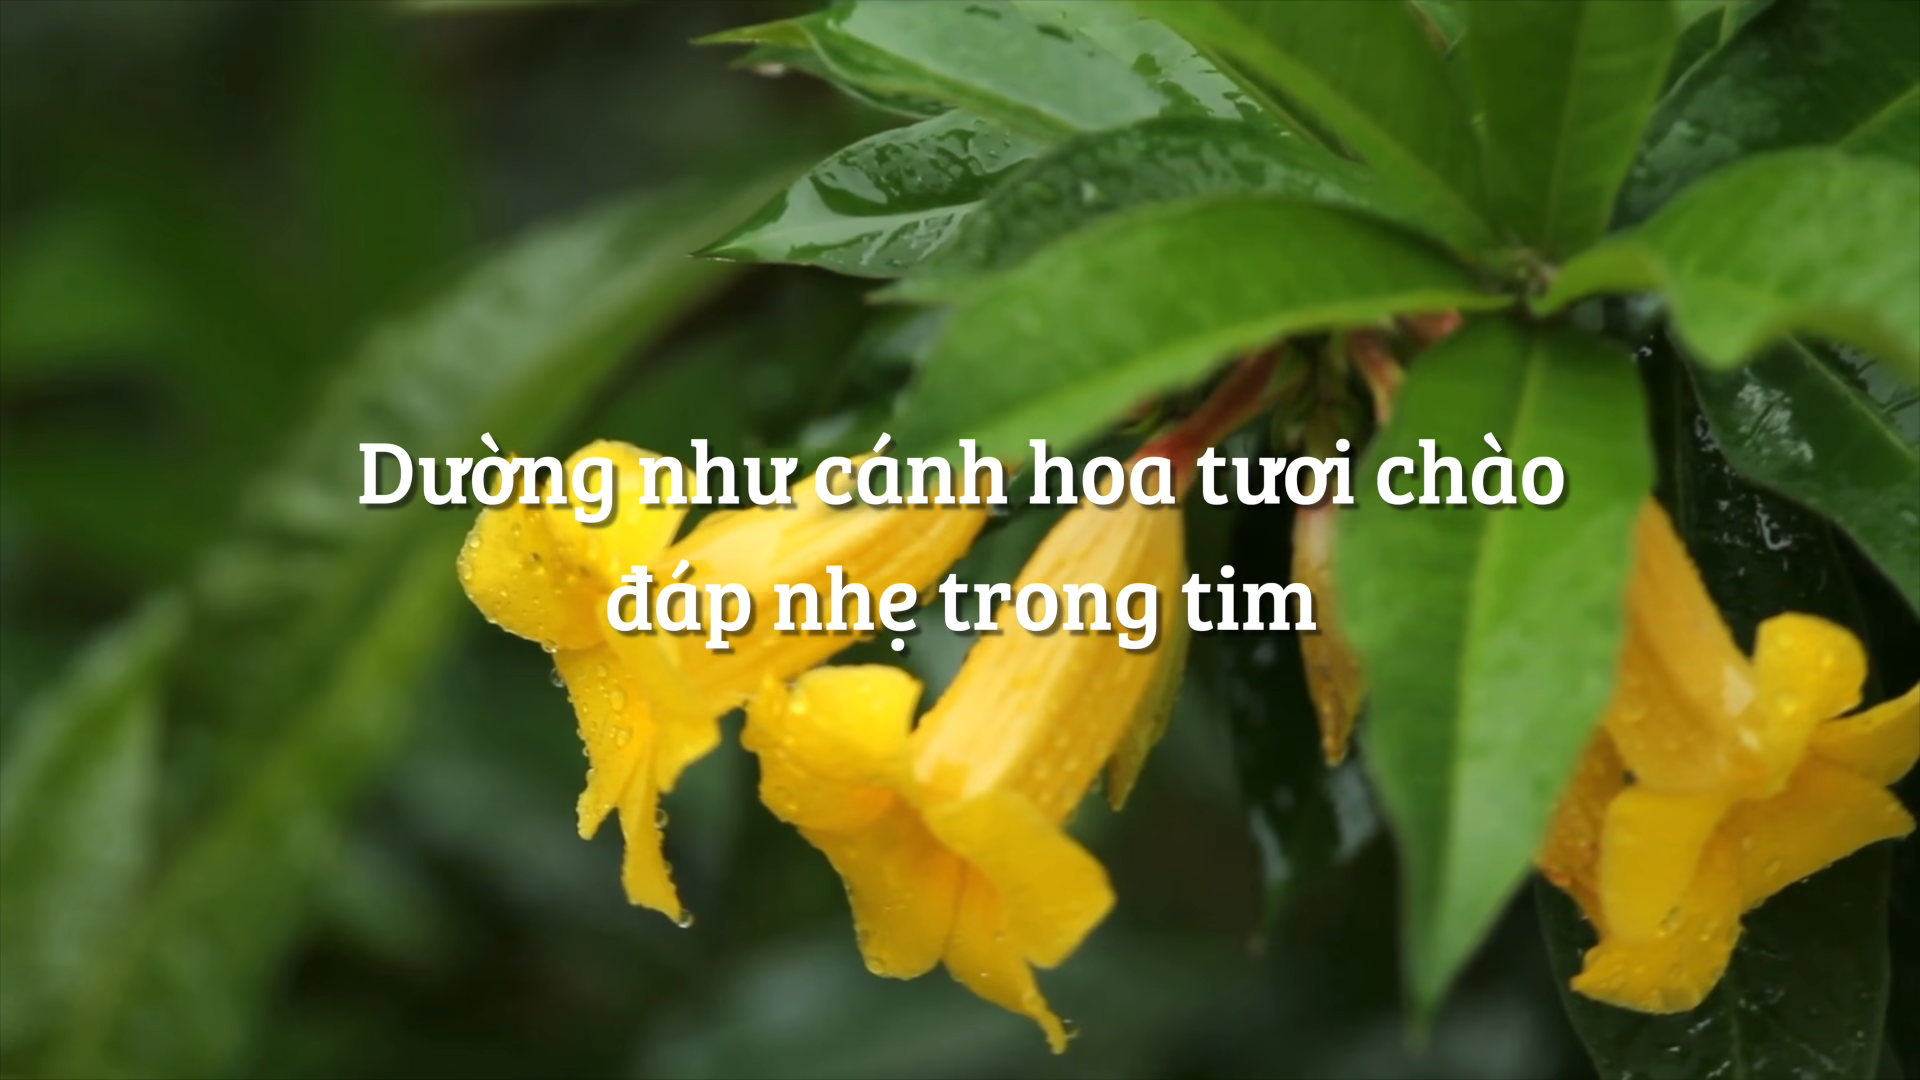 Dường như cánh hoa tươi chào
đáp nhẹ trong tim